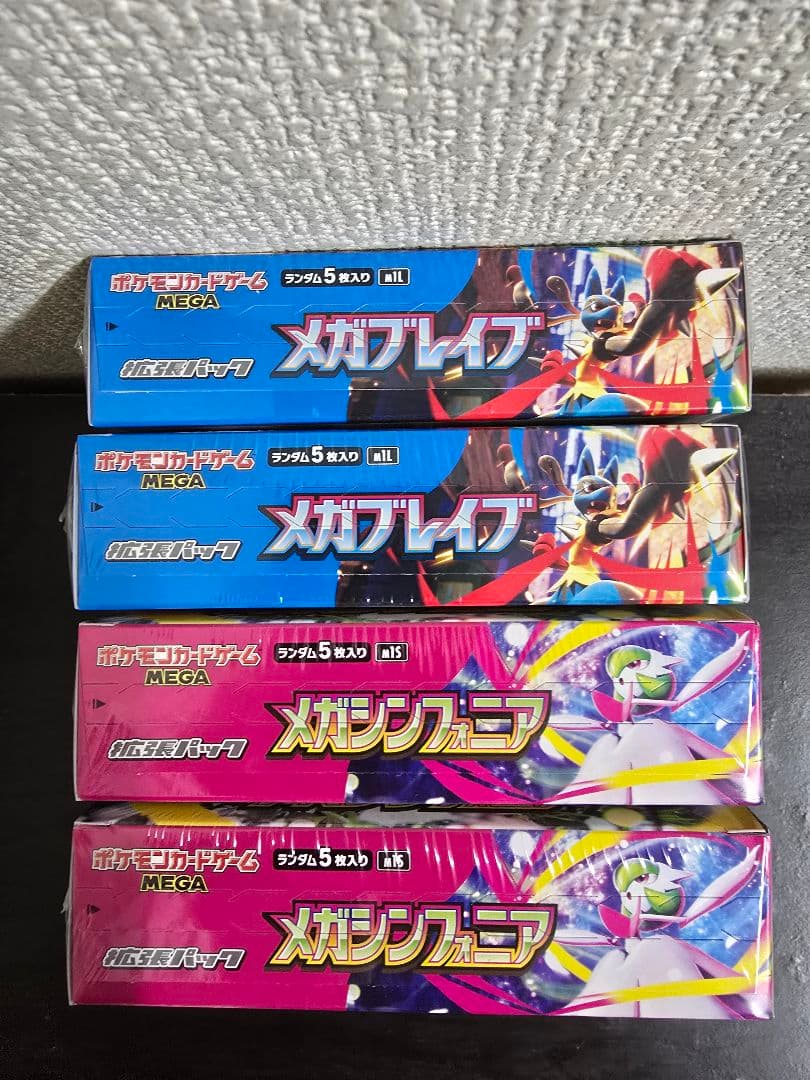 ポケモンカードゲーム
MEGA
ランダム5枚入り m1L
メガブレイブ
拡張パック
ポケモンカードゲーム
MEGA
ランダム5枚入り m1L
メガブレイブ
拡張パック
ポケモンカードゲーム
MEGA
ランダム5枚入り m1S
メガシンフォニア
拡張パック
ポケモンカードゲーム
MEGA
ランダム5枚入り m1S
メガシンフォニア
拡張パック